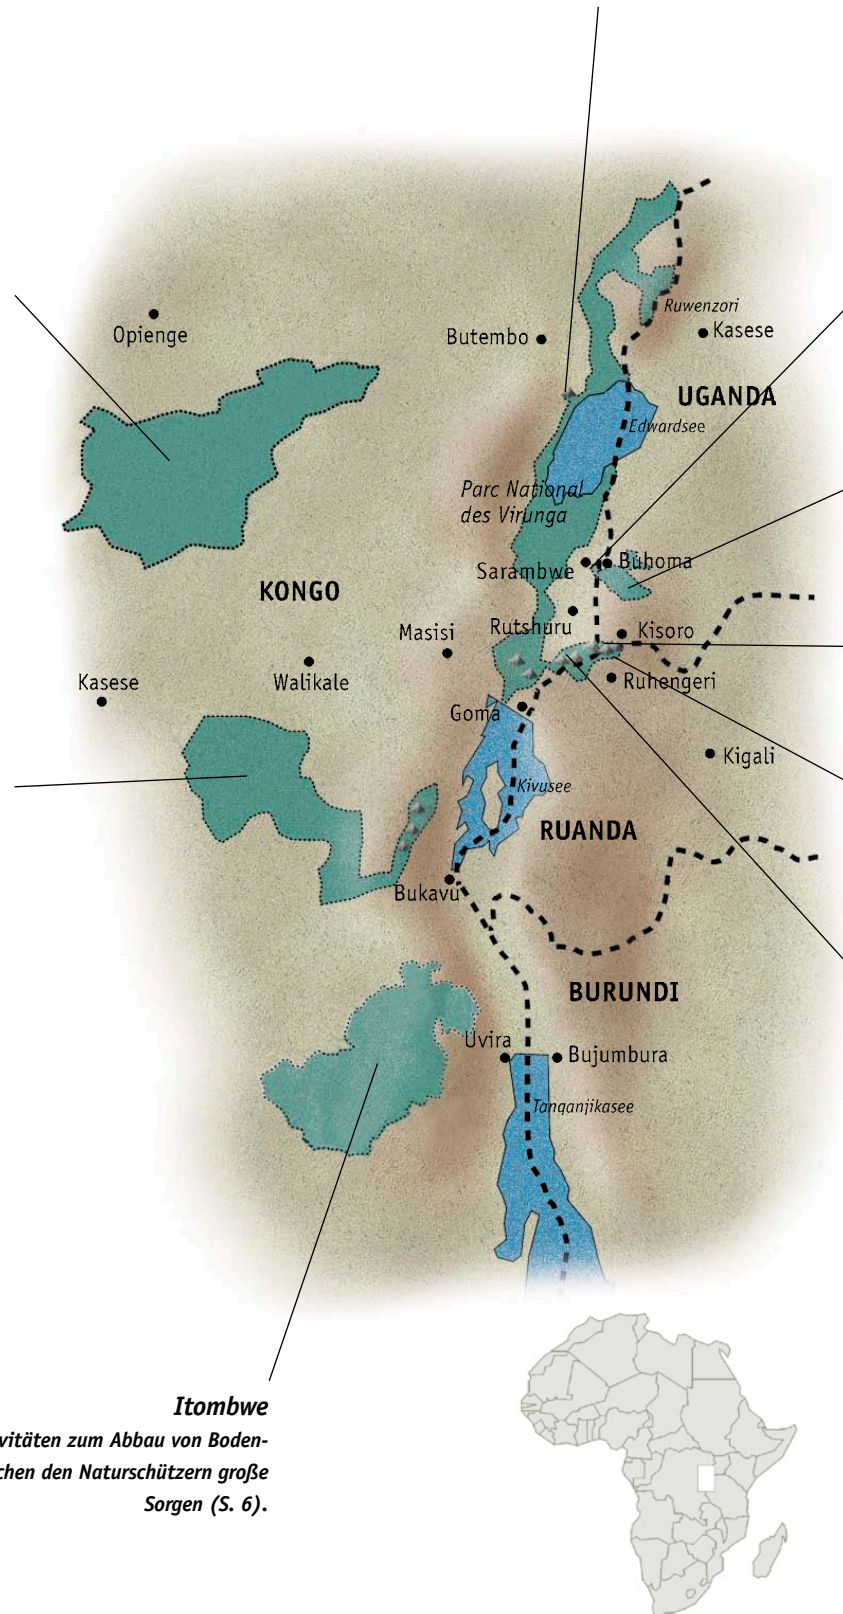 Ruwenzori
Opienge
Butembo
Kasese
UGANDA
Edwardsee
Parc National
des Virunga
Sarambwe
Buhoma
KONGO
Rutshuru
Kisoro
Masisi
Walikale
Kasese
Ruhengeri
Goma
Kigali
Kivusee
RUANDA
Bukavu
BURUNDI
Uvira
Bujumbura
Tanganjikasee
Itombwe
vitäten zum Abbau von Boden-
chen den Naturschützern große
Sorgen (S. 6).